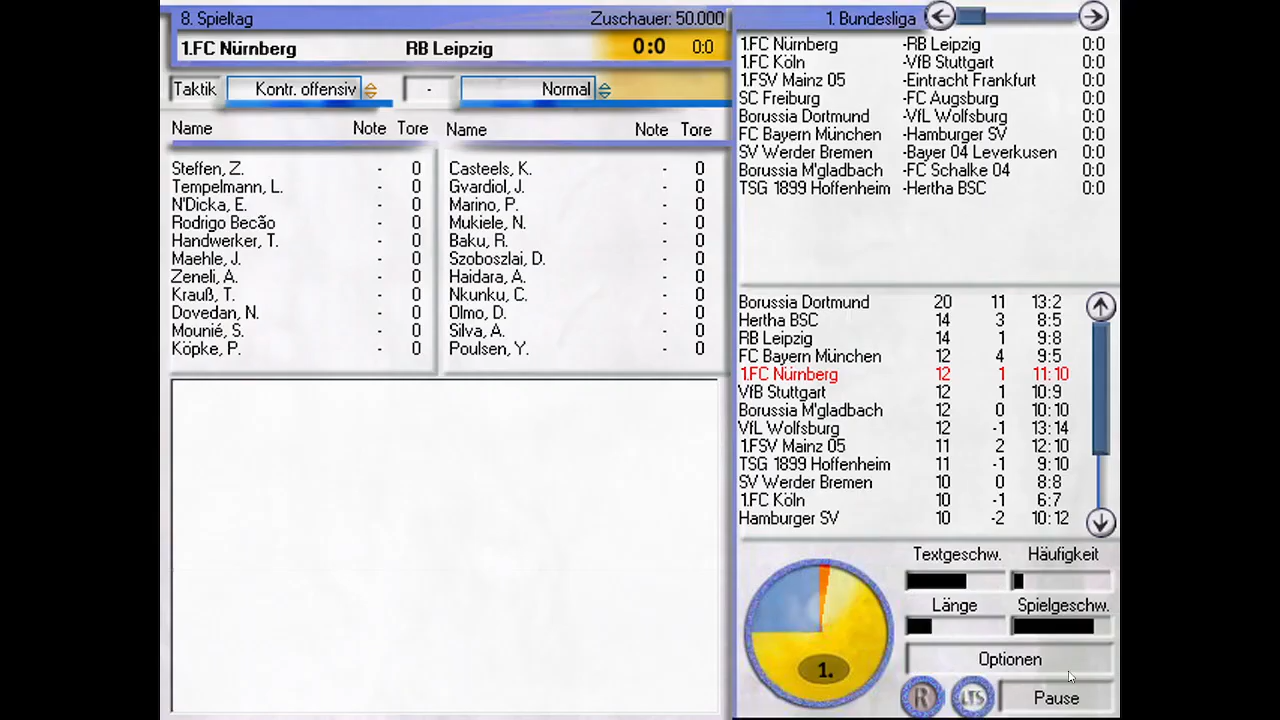 8. Spieltag Zuschauer: 50.000
1.FC Nürnberg RB Leipzig 0:0 0:0
Taktik Kontr. offensiv - Normal
Name Note Tore Name Note Tore
Steffen, Z. - 0 Casteels, K. - 0
Tempelmann, L. - 0 Gvardiol, J. - 0
N'Dicka, E. - 0 Marino, P. - 0
Rodrigo Becão - 0 Mukiele, N. - 0
Handwerker, T. - 0 Baku, R. - 0
Maehle, J. - 0 Szoboszlai, D. - 0
Zeneli, A. - 0 Haidara, A. - 0
Krauß, T. - 0 Nkunku, C. - 0
Dovedan, N. - 0 Olmo, D. - 0
Mounié, S. - 0 Silva, A. - 0
Köpke, P. - 0 Poulsen, Y. - 0
1. Bundesliga
1.FC Nürnberg -RB Leipzig 0:0
1.FC Köln -VfB Stuttgart 0:0
1.FSV Mainz 05 -Eintracht Frankfurt 0:0
SC Freiburg -FC Augsburg 0:0
Borussia Dortmund -VfL Wolfsburg 0:0
FC Bayern München -Hamburger SV 0:0
SV Werder Bremen -Bayer 04 Leverkusen 0:0
Borussia M'gladbach -FC Schalke 04 0:0
TSG 1899 Hoffenheim -Hertha BSC 0:0
Borussia Dortmund 20 11 13:2
Hertha BSC 14 3 8:5
RB Leipzig 14 1 9:8
FC Bayern München 12 4 9:5
1.FC Nürnberg 12 1 11:10
VfB Stuttgart 12 1 10:9
Borussia M'gladbach 12 0 10:10
VfL Wolfsburg 12 -1 13:14
1.FSV Mainz 05 11 2 12:10
TSG 1899 Hoffenheim 11 -1 9:10
SV Werder Bremen 10 0 8:8
1.FC Köln 10 -1 6:7
Hamburger SV 10 -2 10:12
Textgeschw. Häufigkeit
Länge Spielgeschw.
1.
Optionen
R LTS Pause